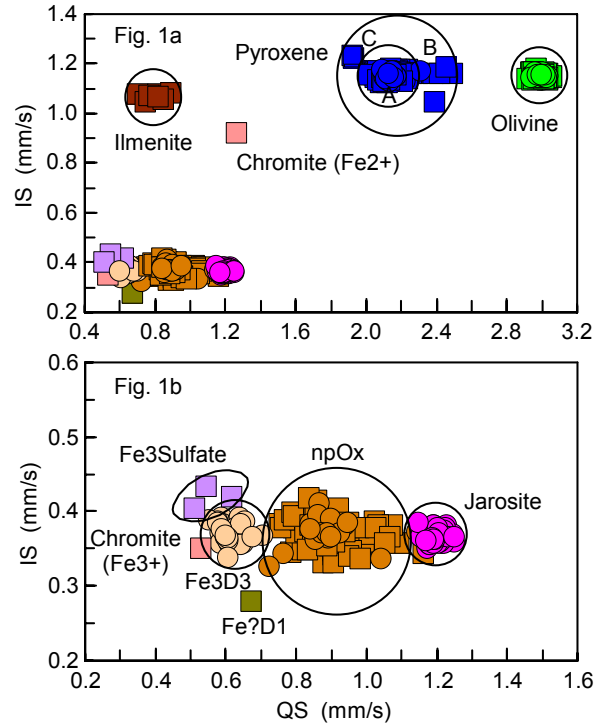 Fig. 1a
Pyroxene
C
B
A
Olivine
Ilmenite
Chromite (Fe2+)
IS (mm/s)
1.6
1.4
1.2
1.0
0.8
0.6
0.4
0.2
0.4 0.8 1.2 1.6 2.0 2.4 2.8 3.2
Fig. 1b
Fe3Sulfate
npOx
Jarosite
Chromite
(Fe3+)
Fe3D3
Fe?D1
IS (mm/s)
0.6
0.5
0.4
0.3
0.2
0.2 0.4 0.6 0.8 1.0 1.2 1.4 1.6
QS (mm/s)